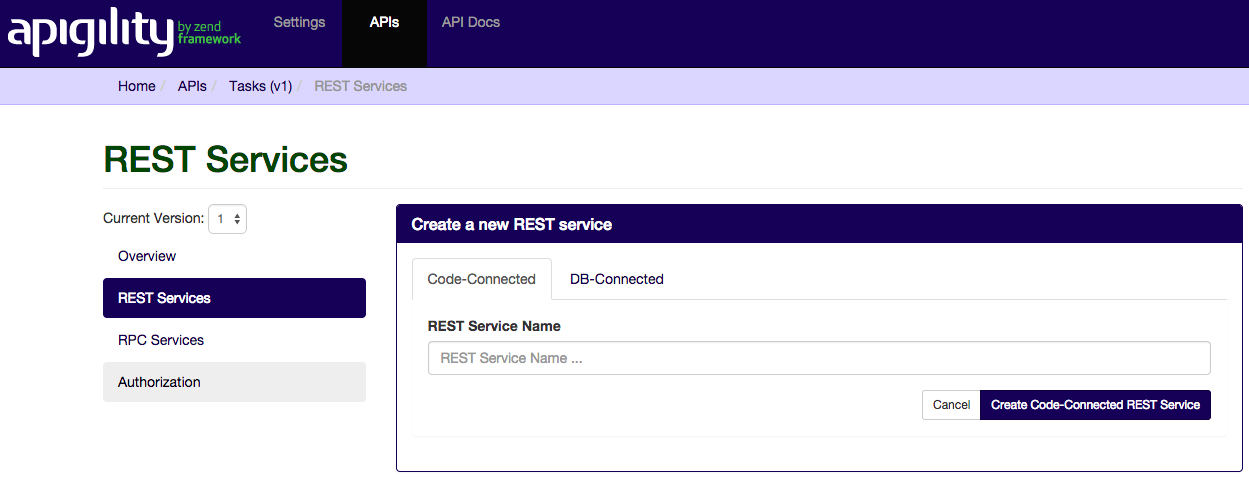 apigility by zend framework
Settings APIs API Docs
Home / APIs / Tasks (v1) / REST Services
REST Services
Current Version: 1
Overview
REST Services
RPC Services
Authorization
Create a new REST service
Code-Connected DB-Connected
REST Service Name
REST Service Name ...
Cancel Create Code-Connected REST Service